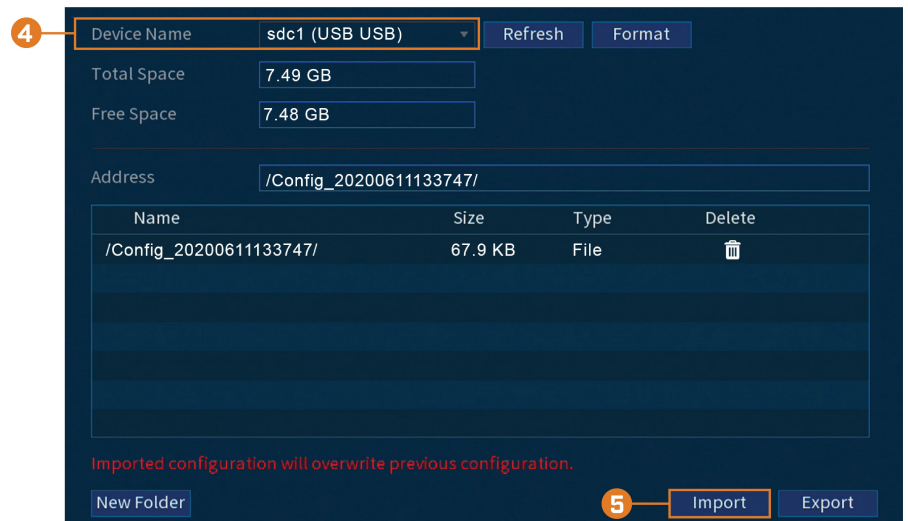 4 Device Name sdc1 (USB USB) Refresh Format
Total Space 7.49 GB
Free Space 7.48 GB
Address /Config_20200611133747/
Name Size Type Delete
/Config_20200611133747/ 67.9 KB File
Imported configuration will overwrite previous configuration.
New Folder 5 Import Export